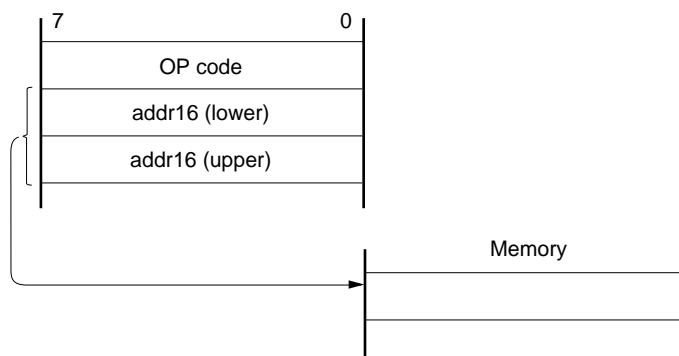 7 0
OP code
addr16 (lower)
addr16 (upper)
Memory